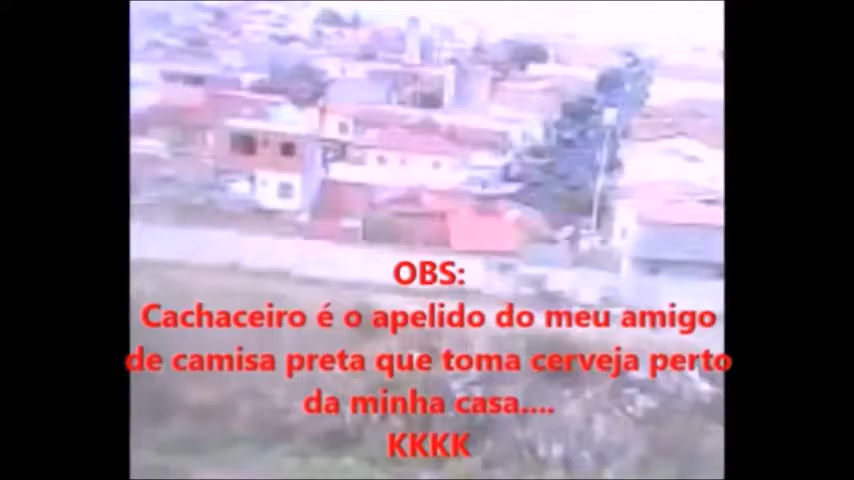 OBS:
Cachaceiro é o apelido do meu amigo
de camisa preta que toma cerveja perto
da minha casa....
KKKK